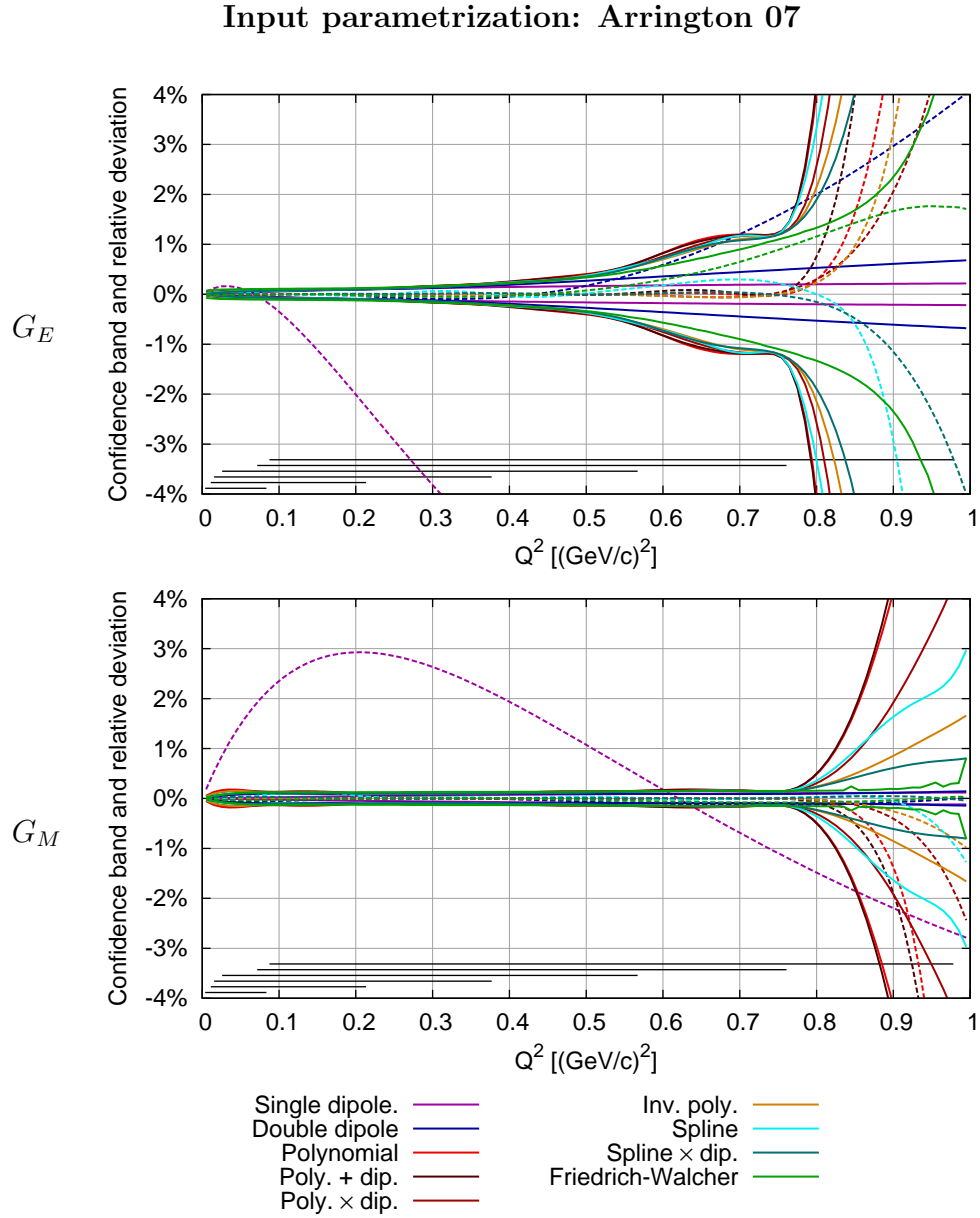 Input parametrization: Arrington 07
Confidence band and relative deviation
4%
3%
2%
1%
0%
-1%
-2%
-3%
-4%
G_E
0 0.1 0.2 0.3 0.4 0.5 0.6 0.7 0.8 0.9 1
Q^2 [(GeV/c)^2]
Confidence band and relative deviation
4%
3%
2%
1%
0%
-1%
-2%
-3%
-4%
G_M
0 0.1 0.2 0.3 0.4 0.5 0.6 0.7 0.8 0.9 1
Q^2 [(GeV/c)^2]
Single dipole.
Double dipole
Polynomial
Poly. + dip.
Poly. × dip.
Inv. poly.
Spline
Spline × dip.
Friedrich-Walcher